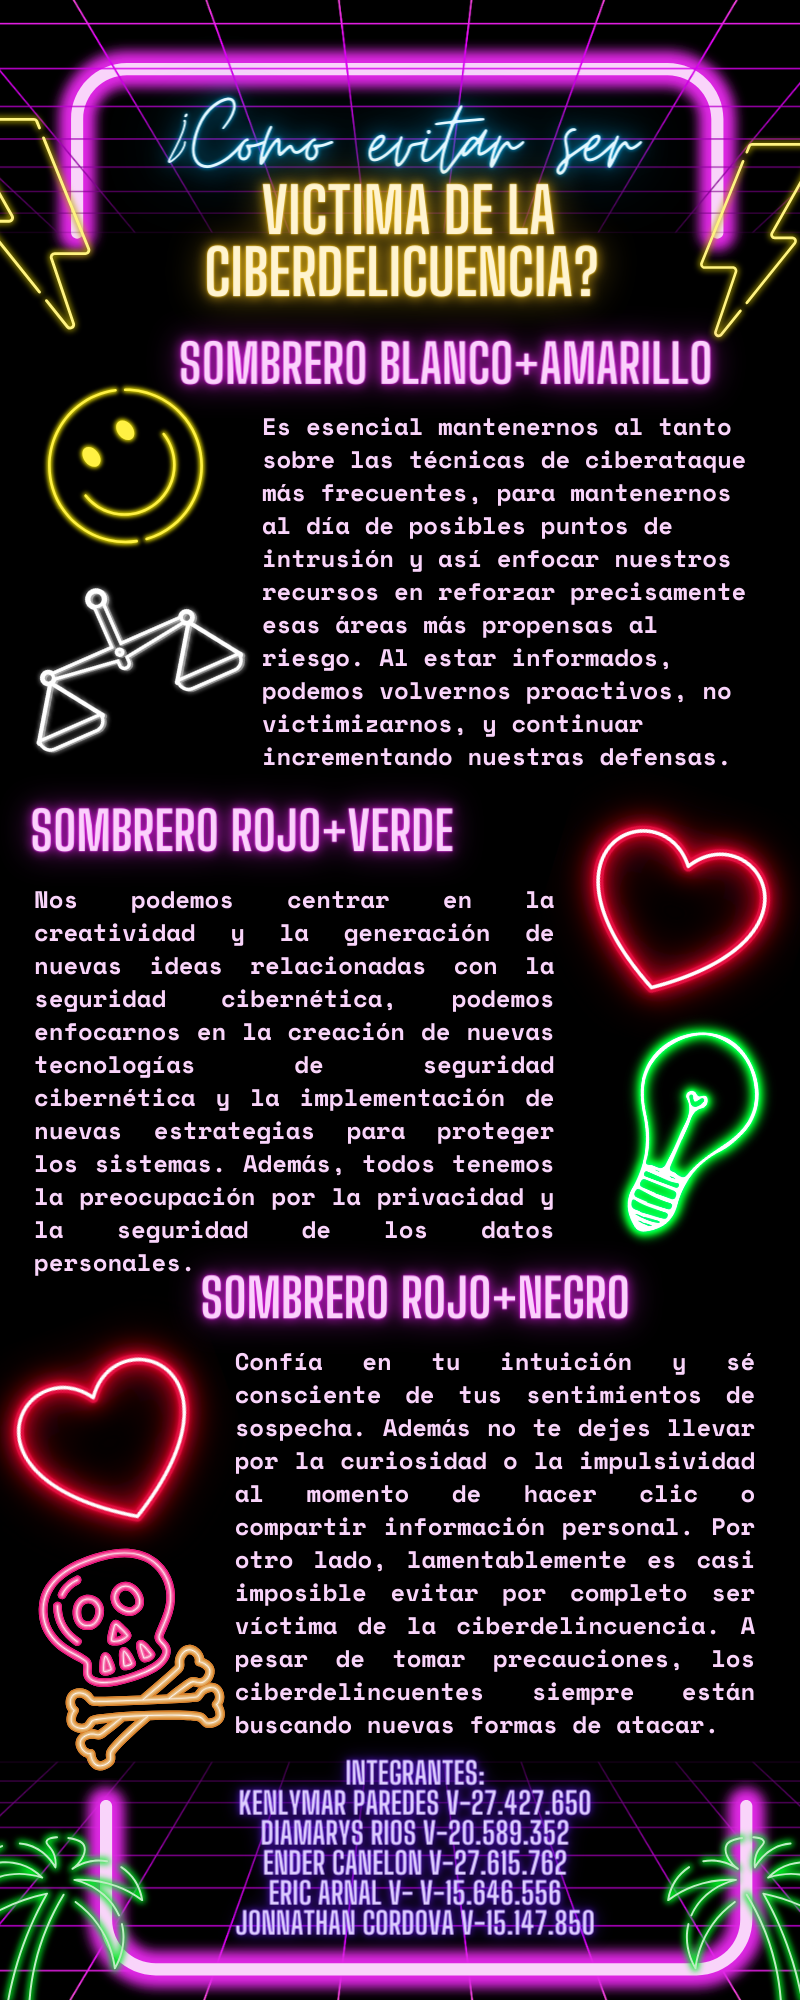 ¿Como evitar ser
VICTIMA DE LA
CIBERDELICUENCIA?
SOMBRERO BLANCO+AMARILLO
Es esencial mantenernos al tanto
sobre las técnicas de ciberataque
más frecuentes, para mantenernos
al día de posibles puntos de
intrusión y así enfocar nuestros
recursos en reforzar precisamente
esas áreas más propensas al
riesgo. Al estar informados,
podemos volvernos proactivos, no
victimizarnos, y continuar
incrementando nuestras defensas.
SOMBRERO ROJO+VERDE
Nos podemos centrar en la
creatividad y la generación de
nuevas ideas relacionadas con la
seguridad cibernética, podemos
enfocarnos en la creación de nuevas
tecnologías de seguridad
cibernética y la implementación de
nuevas estrategias para proteger
los sistemas. Además, todos tenemos
la preocupación por la privacidad y
la seguridad de los datos
personales.
SOMBRERO ROJO+NEGRO
Confía en tu intuición y sé
consciente de tus sentimientos de
sospecha. Además no te dejes llevar
por la curiosidad o la impulsividad
al momento de hacer clic o
compartir información personal. Por
otro lado, lamentablemente es casi
imposible evitar por completo ser
víctima de la ciberdelincuencia. A
pesar de tomar precauciones, los
ciberdelincuentes siempre están
buscando nuevas formas de atacar.
INTEGRANTES:
KENLYMAR PAREDES V-27.427.650
DIAMARYS RIOS V-20.589.352
ENDER CANELON V-27.615.762
ERIC ARNAL V- V-15.646.556
JONNATHAN CORDOVA V-15.147.850